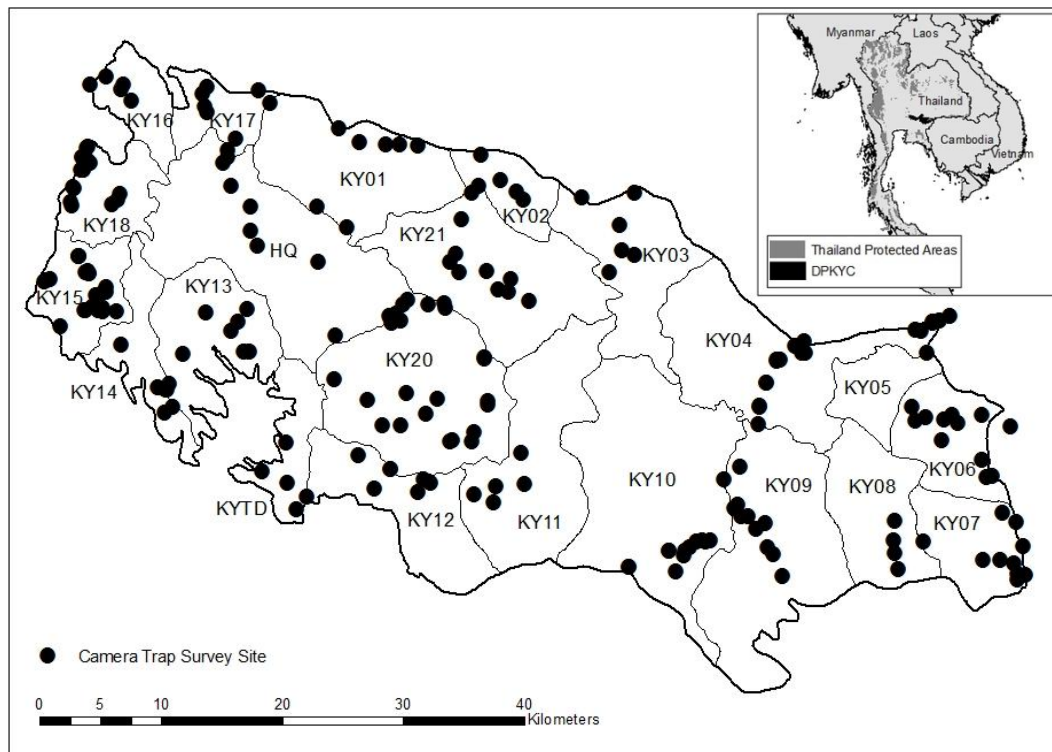 Myanmar
Laos
Thailand
Cambodia
Vietnam
Thailand Protected Areas
DPKYC
KY16
KY17
KY01
KY02
KY18
KY21
KY03
HQ
KY15
KY13
KY04
KY20
KY14
KY05
KY06
KY10
KY09
KY08
KYTD
KY12
KY11
KY07
Camera Trap Survey Site
0 5 10 20 30 40
Kilometers